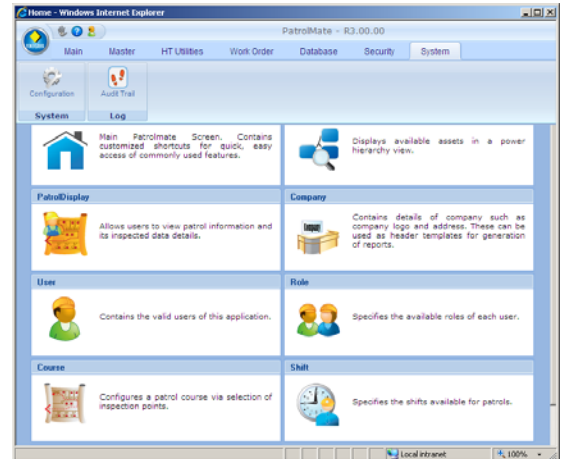 Home - Windows Internet Explorer
PatrolMate - R3.00.00
Main Master HT Utilities Work Order Database Security System
Configuration Audit Trail
System Log
Main Patrolmate Screen. Contains
customized shortcuts for quick, easy
access of commonly used features.
Displays available assets in a power
hierarchy view.
PatrolDisplay Company
Allows users to view patrol information and
its inspected data details.
Company
Contains details of company such as
company logo and address. These can be
used as header templates for generation
of reports.
User Role
Contains the valid users of this application.
Specifies the available roles of each user.
Course Shift
Configures a patrol course via selection of
inspection points.
Specifies the shifts available for patrols.
Local intranet 100%